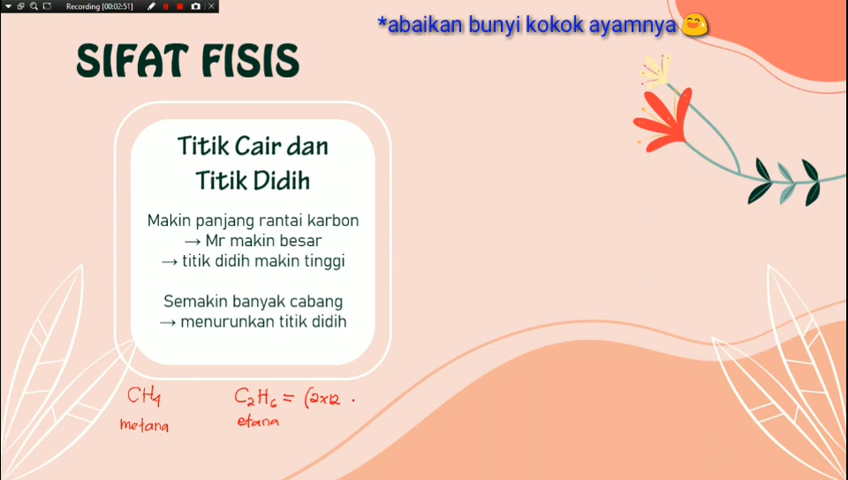 Recording [00:02:51]
*abaikan bunyi kokok ayamnya
SIFAT FISIS
Titik Cair dan
Titik Didih
Makin panjang rantai karbon
→ Mr makin besar
→ titik didih makin tinggi
Semakin banyak cabang
→ menurunkan titik didih
CH4
metana
C2H6 = (2x12 .
etana